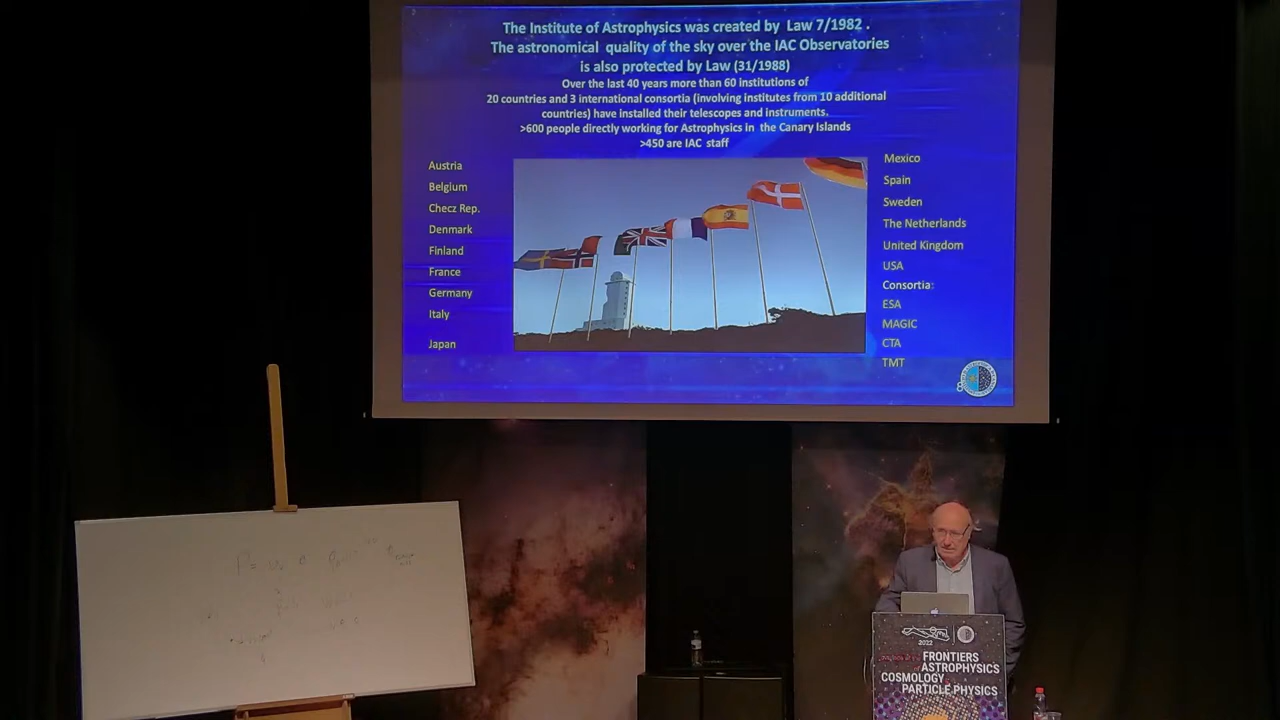 The Institute of Astrophysics was created by Law 7/1982 .
The astronomical quality of the sky over the IAC Observatories
is also protected by Law (31/1988)
Over the last 40 years more than 60 institutions of
20 countries and 3 international consortia (involving institutes from 10 additional
countries) have installed their telescopes and instruments.
>600 people directly working for Astrophysics in the Canary Islands
>450 are IAC staff
Austria
Belgium
Checz Rep.
Denmark
Finland
France
Germany
Italy
Japan
Mexico
Spain
Sweden
The Netherlands
United Kingdom
USA
Consortia:
ESA
MAGIC
CTA
TMT
8
2022
FRONTIERS
ASTROPHYSICS
COSMOLOGY
PARTICLE PHYSICS